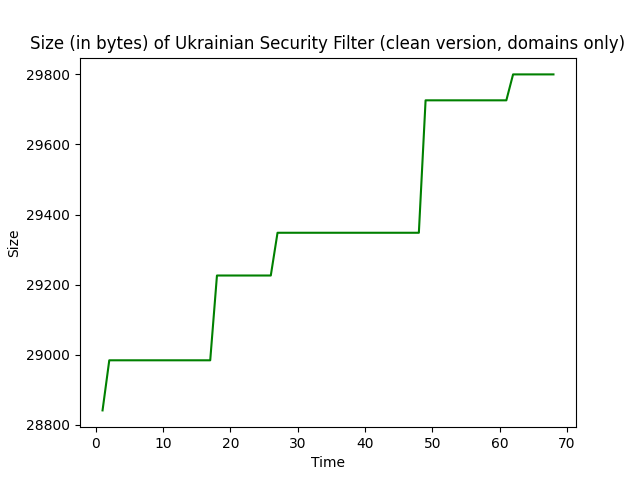 Size (in bytes) of Ukrainian Security Filter (clean version, domains only)
29800
29600
29400
29200
29000
28800
Size
0 10 20 30 40 50 60 70
Time